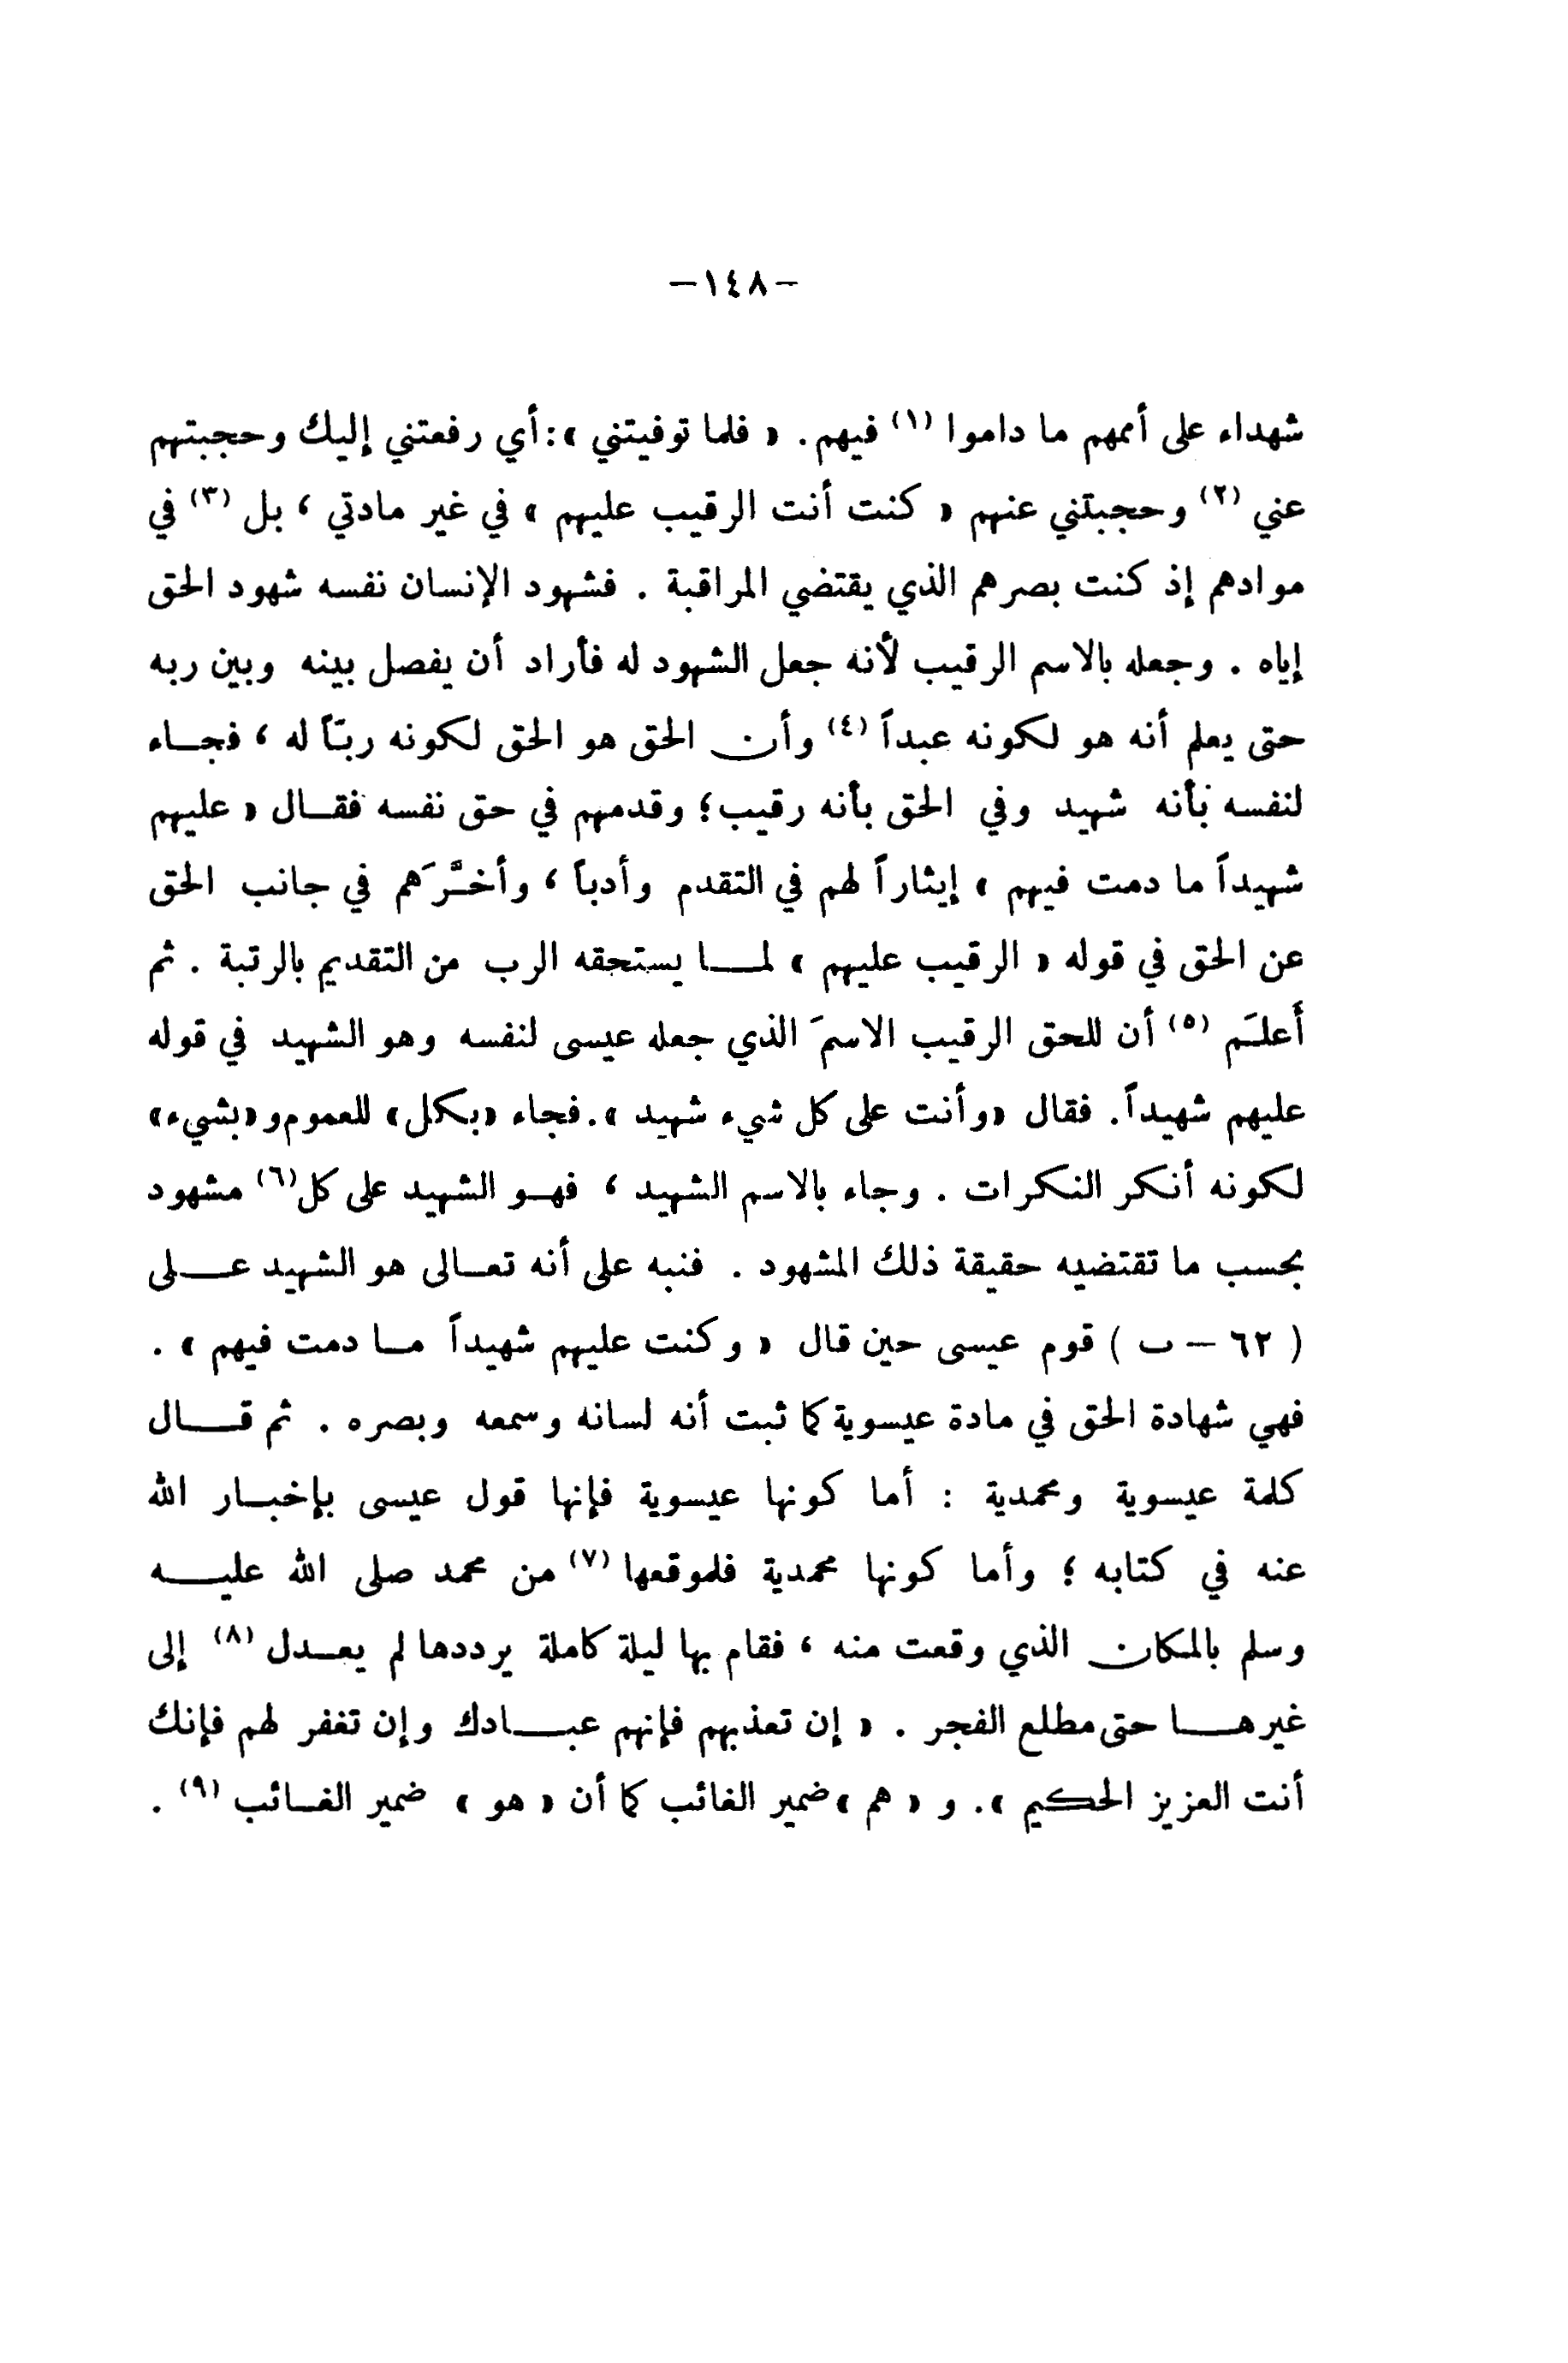 -١٤٨-
شهداء على أممهم ما داموا (١) فيهم. « فلما توفيتني »: أي رفعتني إليك وحجبتهم
عني (٢) وحجبتني عنهم « كنت أنت الرقيب عليهم » في غير مادتي ، بل (٣) في
موادهم إذ كنت بصرهم الذي يقتضي المراقبة . فشهود الإنسان نفسه شهود الحق
إياه . وجعله بالاسم الرقيب لأنه جعل الشهود له فأراد أن يفصل بينه وبين ربه
حتى يعلم أنه هو لكونه عبداً (٤) وأن الحق هو الحق لكونه ربّاً له ، فجاء
لنفسه بأنه شهيد وفي الحق بأنه رقيب؛ وقدمهم في حق نفسه فقال « عليهم
شهيداً ما دمت فيهم » إيثاراً لهم في التقدم وأدباً ، وأخَّرَهم في جانب الحق
عن الحق في قوله « الرقيب عليهم » لما يستحقه الرب من التقديم بالرتبة . ثم
أَعلَم (٥) أن للحق الرقيب الاسمَ الذي جعله عيسى لنفسه وهو الشهيد في قوله
عليهم شهيداً. فقال «وأنت على كل شيء شهيد ». فجاء «بكل» للعموم و«بشيء»
لكونه أنكر النكرات . وجاء بالاسم الشهيد ، فهو الشهيد على كل (٦) مشهود
بحسب ما تقتضيه حقيقة ذلك المشهود . فنبه على أنه تعالى هو الشهيد على
( ٦٢ – ب ) قوم عيسى حين قال « وكنت عليهم شهيداً ما دمت فيهم » .
فهي شهادة الحق في مادة عيسوية كما ثبت أنه لسانه وسمعه وبصره . ثم قال
كلمة عيسوية ومحمدية : أما كونها عيسوية فإنها قول عيسى بإخبار الله
عنه في كتابه ؛ وأما كونها محمدية فلموقعها (٧) من محمد صلى الله عليه
وسلم بالمكان الذي وقعت منه ، فقام بها ليلة كاملة يرددها لم يعدل (٨) إلى
غيرها حتى مطلع الفجر . « إن تعذبهم فإنهم عبادك وإن تغفر لهم فإنك
أنت العزيز الحكيم ». و « هم » ضمير الغائب كما أن « هو » ضمير الغائب (٩) .